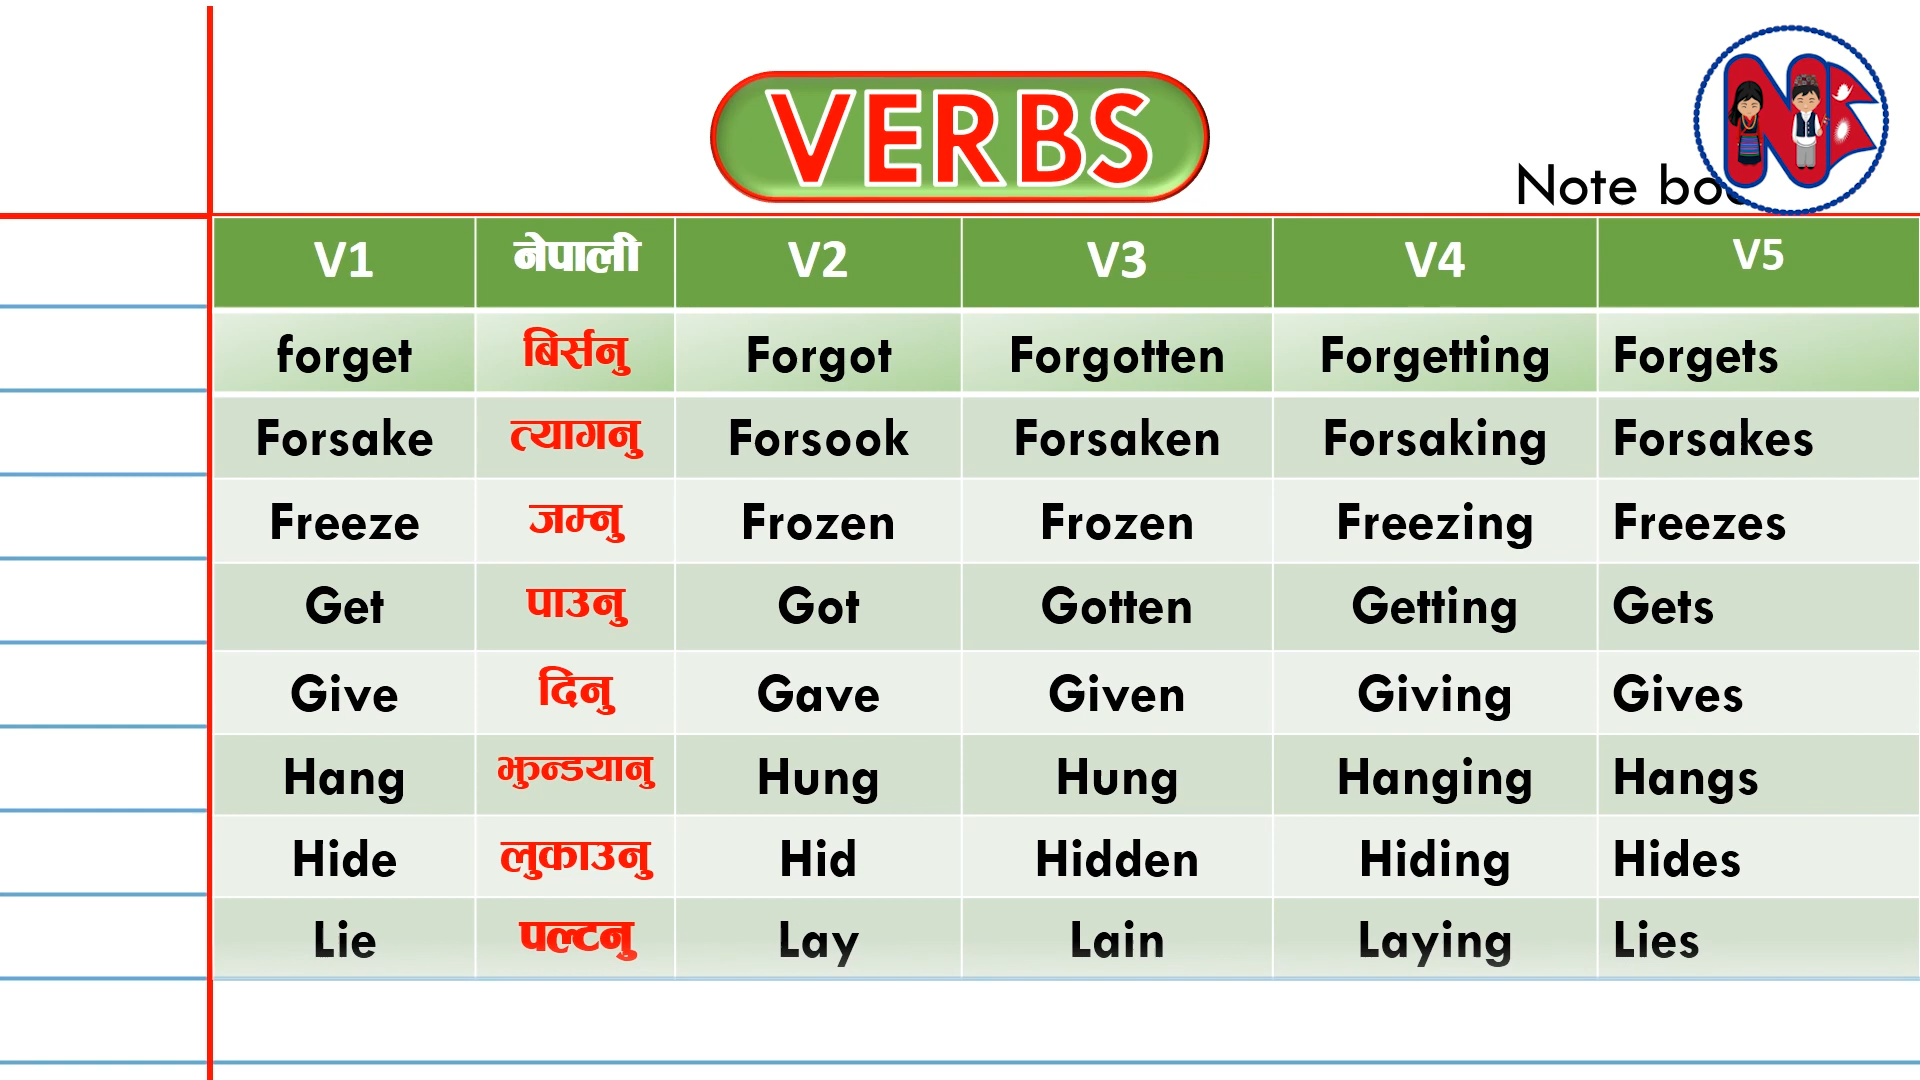 VERBS
Note bo
V1 नेपाली V2 V3 V4 V5
forget बिर्सनु Forgot Forgotten Forgetting Forgets
Forsake त्यागनु Forsook Forsaken Forsaking Forsakes
Freeze जम्नु Frozen Frozen Freezing Freezes
Get पाउनु Got Gotten Getting Gets
Give दिनु Gave Given Giving Gives
Hang झुन्डयानु Hung Hung Hanging Hangs
Hide लुकाउनु Hid Hidden Hiding Hides
Lie पल्टनु Lay Lain Laying Lies